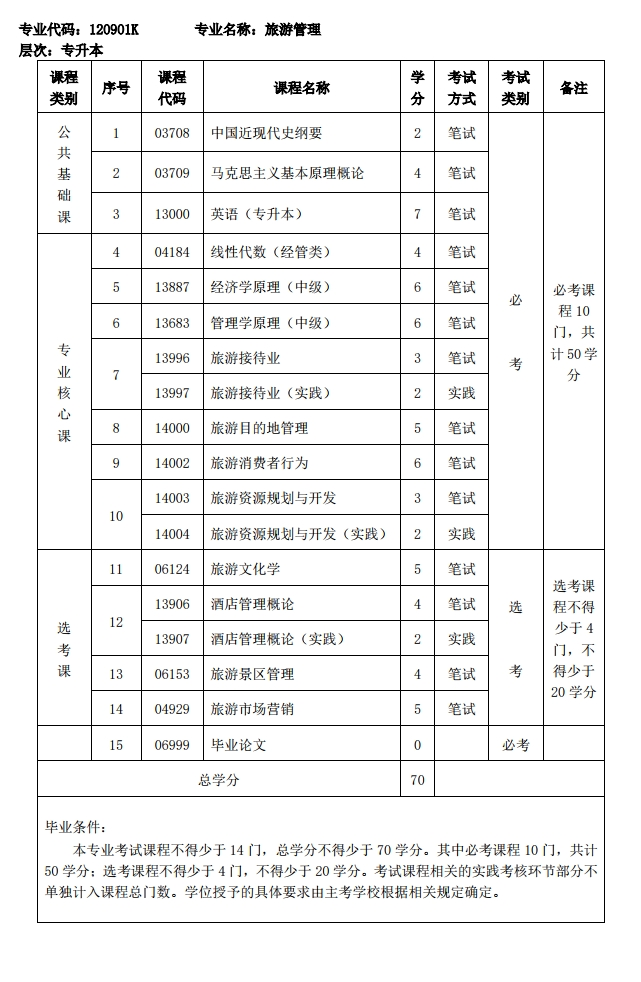 专业代码：120901K 专业名称：旅游管理
层次：专升本
课程类别 序号 课程代码 课程名称 学分 考试方式 考试类别 备注
公共基础课 1 03708 中国近现代史纲要 2 笔试 必考 必考课程 10 门，共计 50 学分
2 03709 马克思主义基本原理概论 4 笔试
3 13000 英语（专升本） 7 笔试
专业核心课 4 04184 线性代数（经管类） 4 笔试
5 13887 经济学原理（中级） 6 笔试
6 13683 管理学原理（中级） 6 笔试
7 13996 旅游接待业 3 笔试
13997 旅游接待业（实践） 2 实践
8 14000 旅游目的地管理 5 笔试
9 14002 旅游消费者行为 6 笔试
10 14003 旅游资源规划与开发 3 笔试
14004 旅游资源规划与开发（实践） 2 实践
选考课 11 06124 旅游文化学 5 笔试 选考 选考课程不得少于 4 门，不得少于 20 学分
12 13906 酒店管理概论 4 笔试
13907 酒店管理概论（实践） 2 实践
13 06153 旅游景区管理 4 笔试
14 04929 旅游市场营销 5 笔试
15 06999 毕业论文 0 必考
总学分 70
毕业条件：
本专业考试课程不得少于 14 门，总学分不得少于 70 学分。其中必考课程 10 门，共计
50 学分；选考课程不得少于 4 门，不得少于 20 学分。考试课程相关的实践考核环节部分不
单独计入课程总门数。学位授予的具体要求由主考学校根据相关规定确定。